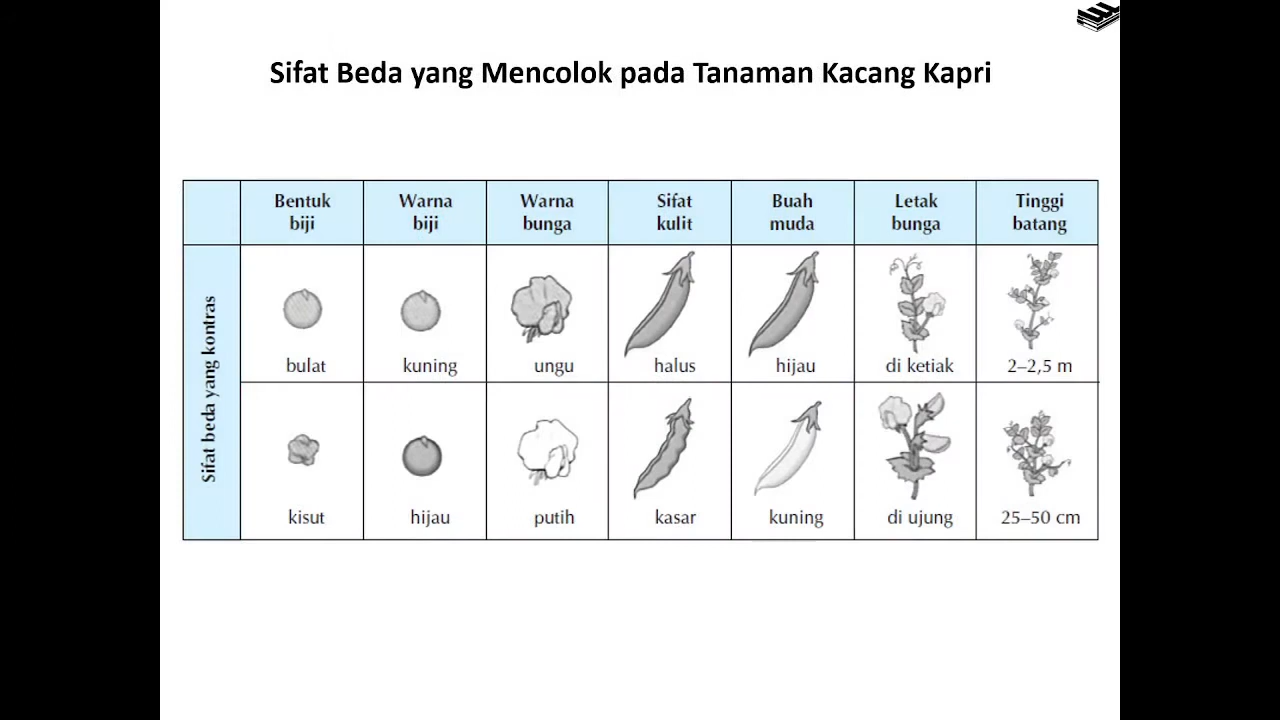 Sifat Beda yang Mencolok pada Tanaman Kacang Kapri
Bentuk biji
Warna biji
Warna bunga
Sifat kulit
Buah muda
Letak bunga
Tinggi batang
Sifat beda yang kontras
bulat
kuning
ungu
halus
hijau
di ketiak
2–2,5 m
kisut
hijau
putih
kasar
kuning
di ujung
25–50 cm